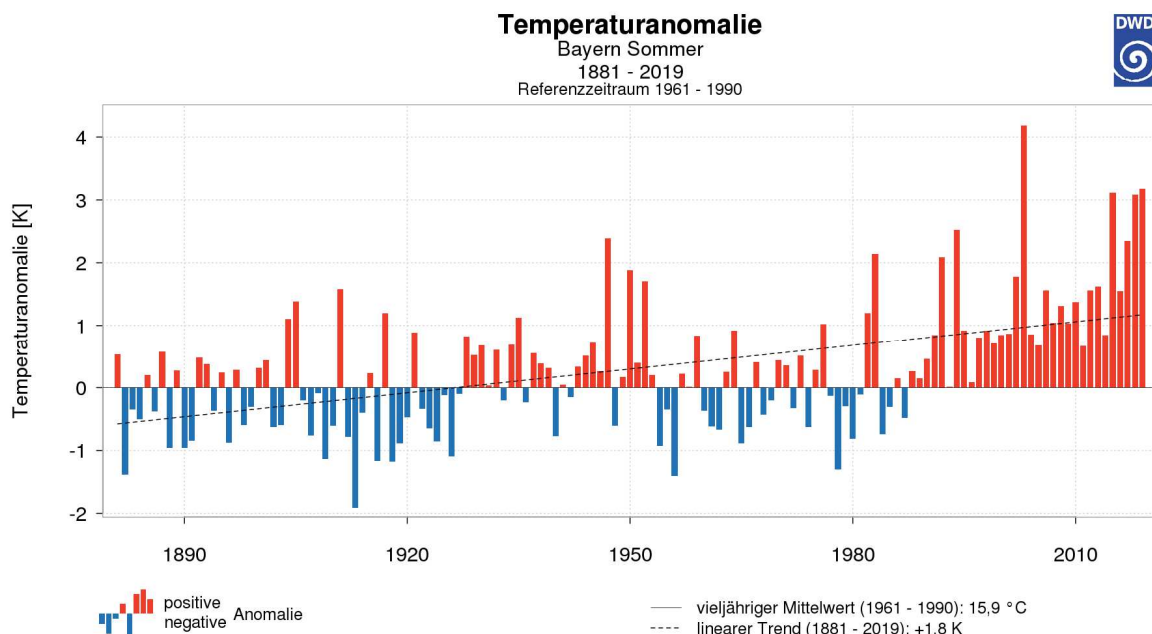 Temperaturanomalie
Bayern Sommer
1881 - 2019
Referenzzeitraum 1961 - 1990
DWD
Temperaturanomalie [K]
4
3
2
1
0
-1
-2
1890
1920
1950
1980
2010
positive
negative
Anomalie
vieljähriger Mittelwert (1961 - 1990): 15,9 °C
linearer Trend (1881 - 2019): +1,8 K